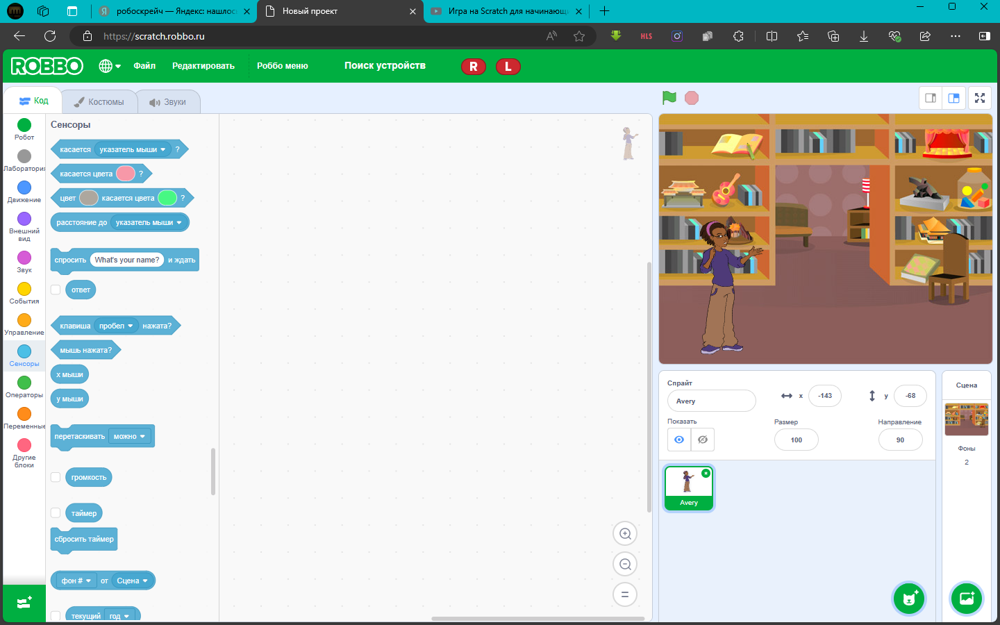 робоскрейч — Яндекс: нашлос
Новый проект
Игра на Scratch для начинающи
https://scratch.robbo.ru
HLS
ROBBO
Файл
Редактировать
Роббо меню
Поиск устройств
R
L
Код
Костюмы
Звуки
Робот
Лаборатория
Движение
Внешний
вид
Звук
События
Управление
Сенсоры
Операторы
Переменные
Другие
блоки
Сенсоры
касается указатель мыши ?
касается цвета ?
цвет касается цвета ?
расстояние до указатель мыши
спросить What's your name? и ждать
ответ
клавиша пробел нажата?
мышь нажата?
x мыши
y мыши
перетаскивать можно
громкость
таймер
сбросить таймер
фон # от Сцена
текущий год
Спрайт
Avery
x -143
y -68
Показать
Размер
100
Направление
90
Avery
Сцена
Фоны
2